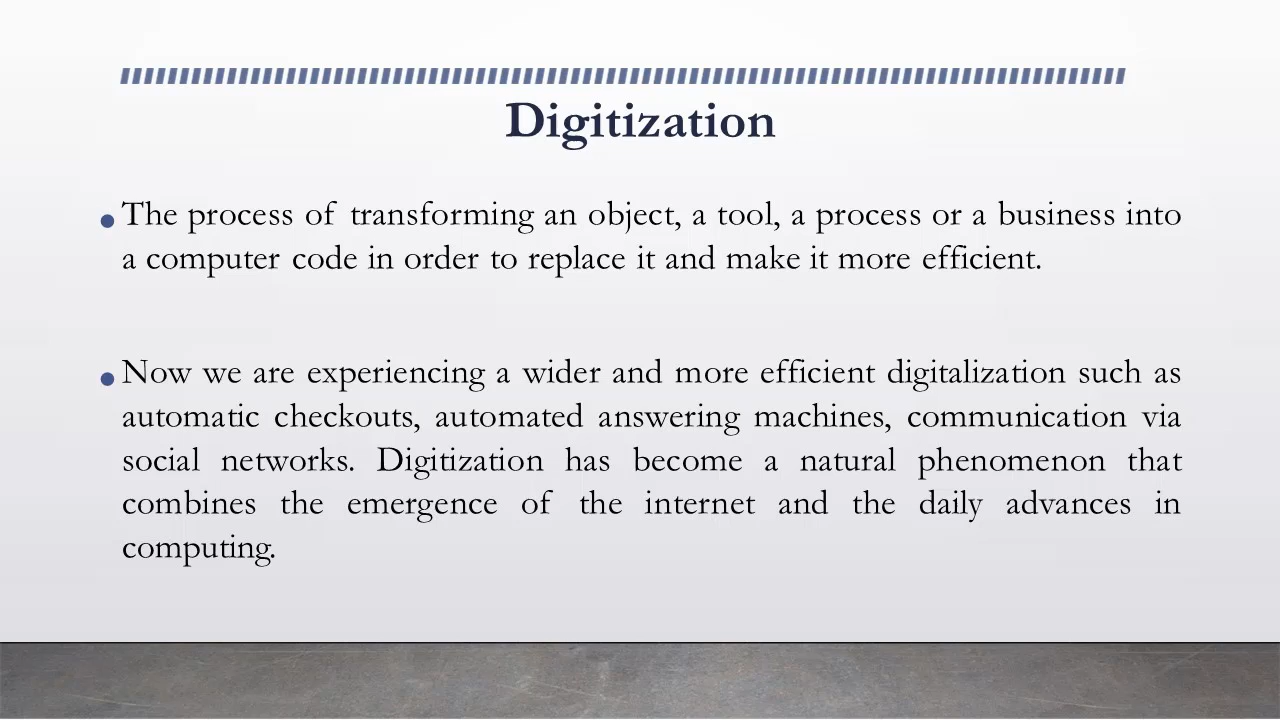 Digitization
The process of transforming an object, a tool, a process or a business into
a computer code in order to replace it and make it more efficient.
Now we are experiencing a wider and more efficient digitalization such as
automatic checkouts, automated answering machines, communication via
social networks. Digitization has become a natural phenomenon that
combines the emergence of the internet and the daily advances in
computing.